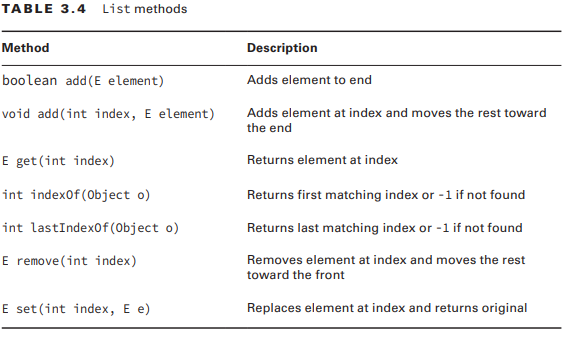 TABLE 3.4 List methods
Method Description
boolean add(E element) Adds element to end
void add(int index, E element) Adds element at index and moves the rest toward
the end
E get(int index) Returns element at index
int indexOf(Object o) Returns first matching index or -1 if not found
int lastIndexOf(Object o) Returns last matching index or -1 if not found
E remove(int index) Removes element at index and moves the rest
toward the front
E set(int index, E e) Replaces element at index and returns original